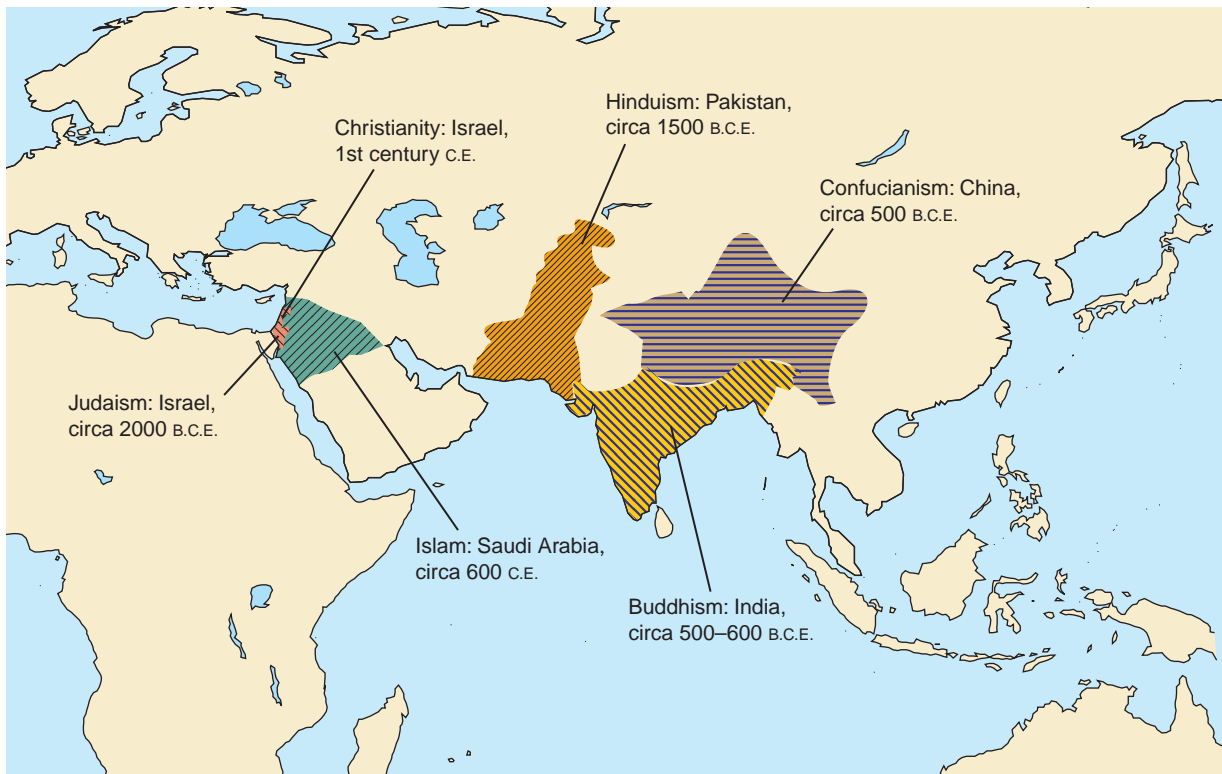 Hinduism: Pakistan,
circa 1500 B.C.E.
Christianity: Israel,
1st century C.E.
Confucianism: China,
circa 500 B.C.E.
Judaism: Israel,
circa 2000 B.C.E.
Islam: Saudi Arabia,
circa 600 C.E.
Buddhism: India,
circa 500–600 B.C.E.